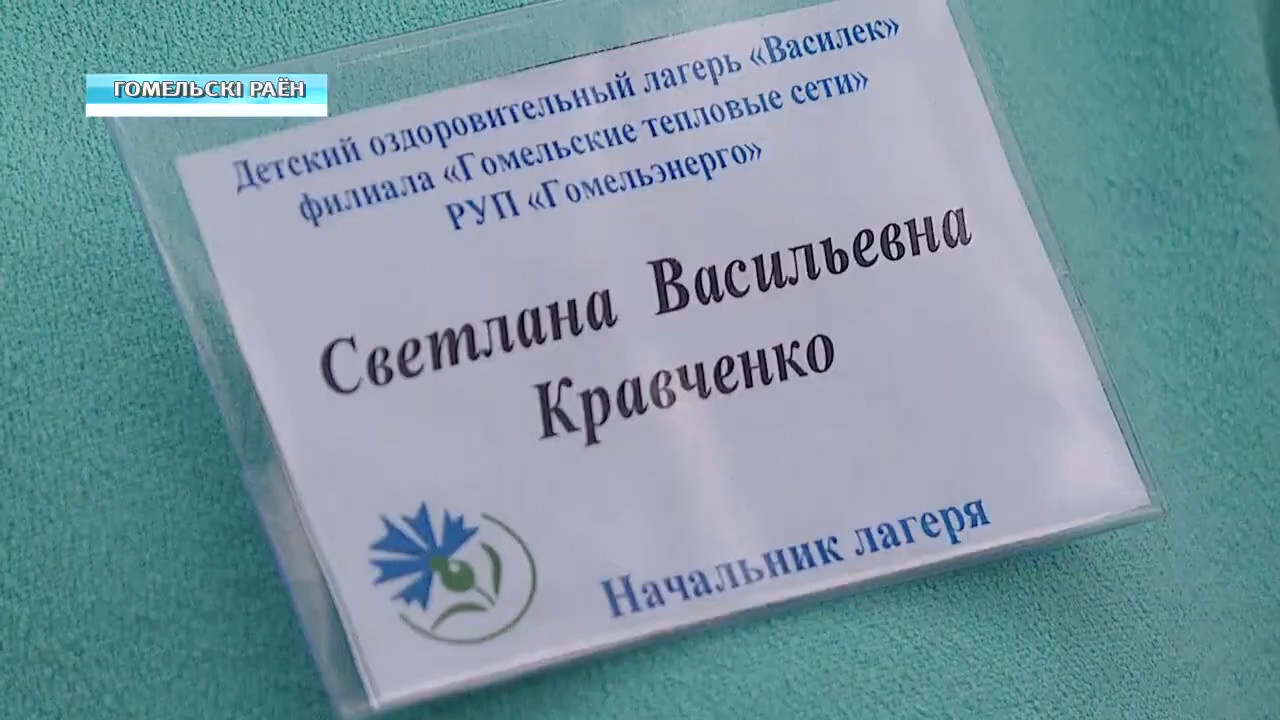 ГОМЕЛЬСКІ РАЁН
Детский оздоровительный лагерь «Василек»
филиала «Гомельские тепловые сети»
РУП «Гомельэнерго»
Светлана Васильевна
Кравченко
Начальник лагеря